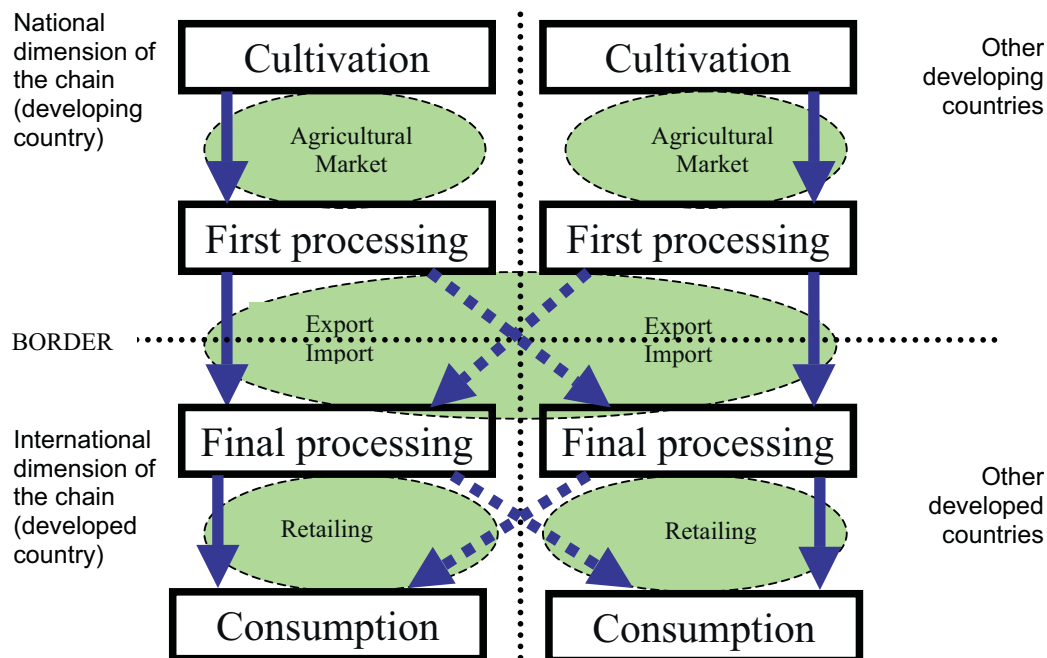 National
dimension of
the chain
(developing
country)
Cultivation
Cultivation
Other
developing
countries
Agricultural
Market
Agricultural
Market
First processing
First processing
Export
Import
Export
Import
BORDER
Final processing
Final processing
International
dimension of
the chain
(developed
country)
Retailing
Retailing
Other
developed
countries
Consumption
Consumption